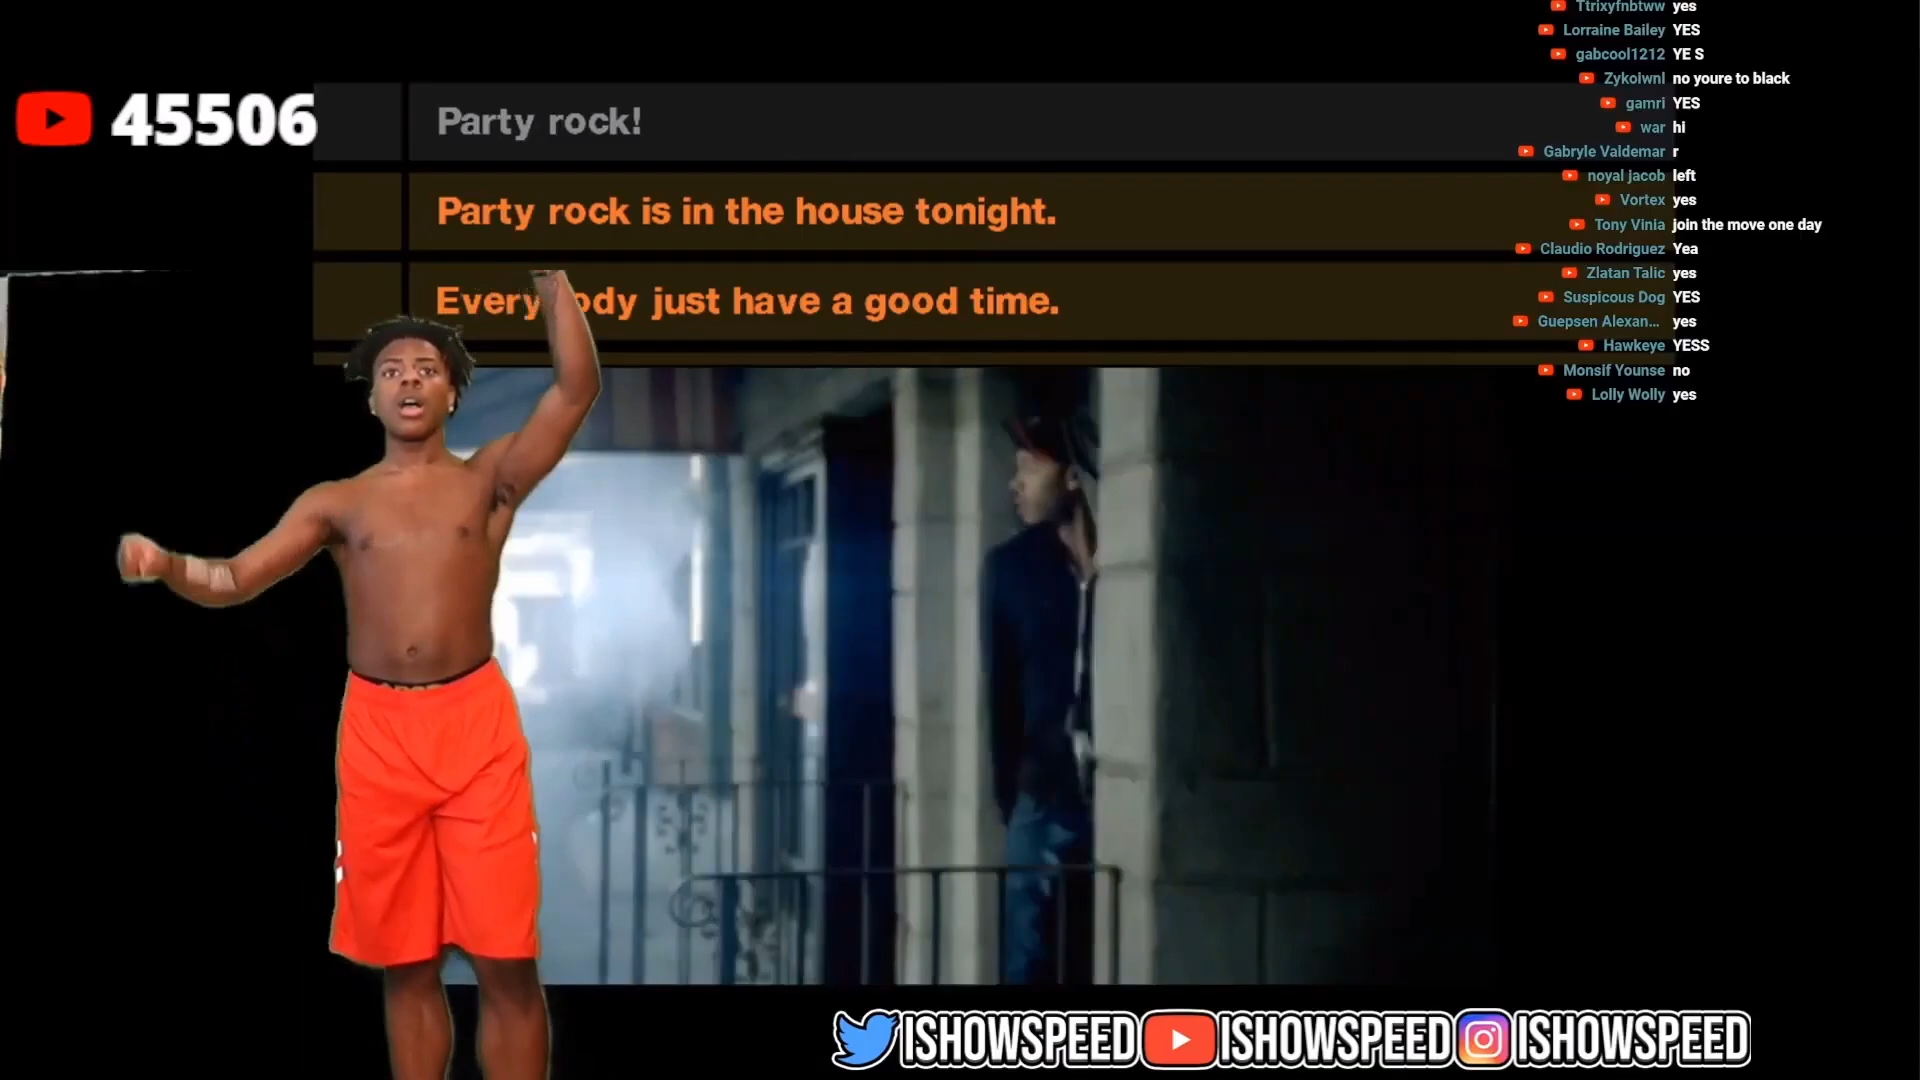 45506
Party rock!
Party rock is in the house tonight.
Every ody just have a good time.
Ttrixyfnbtww yes
Lorraine Bailey YES
gabcool1212 YE S
Zykolwnl no youre to black
gamri YES
war hi
Gabryle Valdemar r
noyal jacob left
Vortex yes
Tony Vinia join the move one day
Claudio Rodriguez Yea
Zlatan Talic yes
Suspicous Dog YES
Guepsen Alexan... yes
Hawkeye YESS
Monsif Younse no
Lolly Wolly yes
ISHOWSPEED ISHOWSPEED ISHOWSPEED